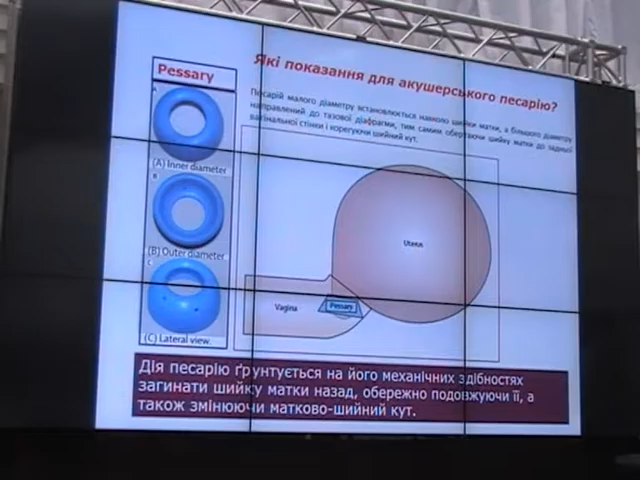 Які показання для акушерського песарію?
Pessary
Песарій малого діаметру встановлюється навколо шийки матки, а більшого діаметру
направлений до тазової діафрагми, тим самим обертаючи шийку матки до задньої
вагінальної стінки і корегуючи шийний кут.
A
(A) Inner diameter
B
(B) Outer diameter
C
(C) Lateral view.
Vagina
Pessary
Дія песарію ґрунтується на його механічних здібностях
загинати шийку матки назад, обережно подовжуючи її, а
також змінюючи матково-шийний кут.